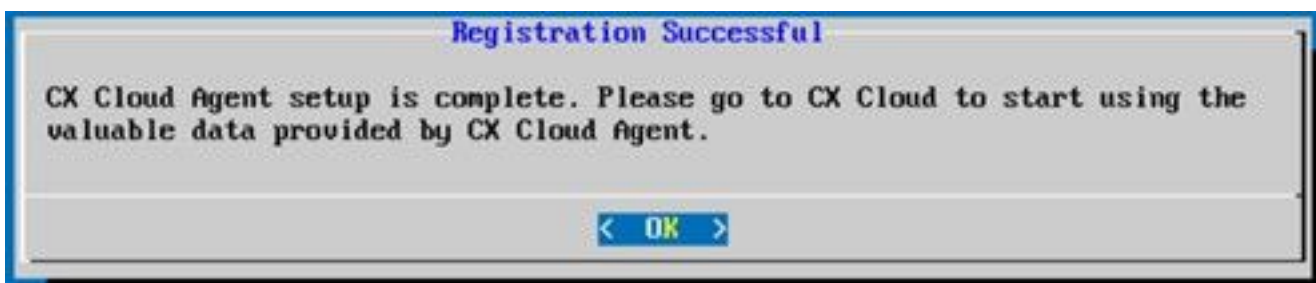 Registration Successful
CX Cloud Agent setup is complete. Please go to CX Cloud to start using the
valuable data provided by CX Cloud Agent.
< OK >